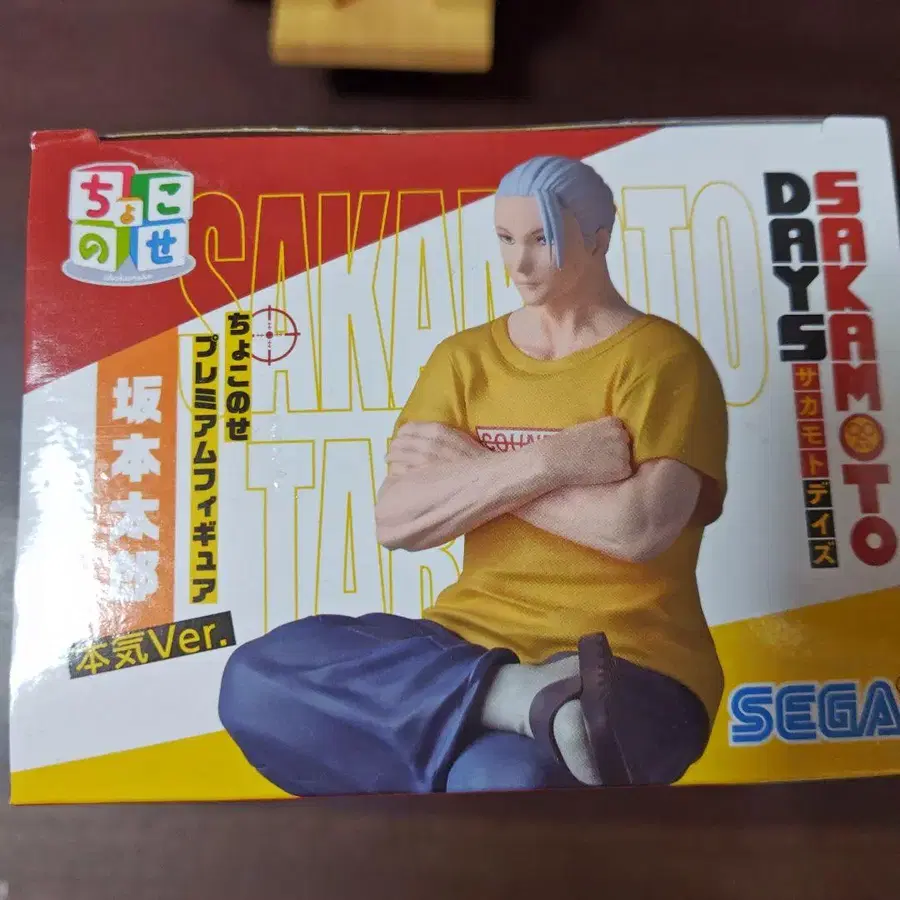 ちょこ
のせ
SAKAMOTO
ちょこのせ
プレミアムフィギュア
坂本太郎
本気Ver.
SAKAMOTO
DAYS
サカモトデイズ
SEGA